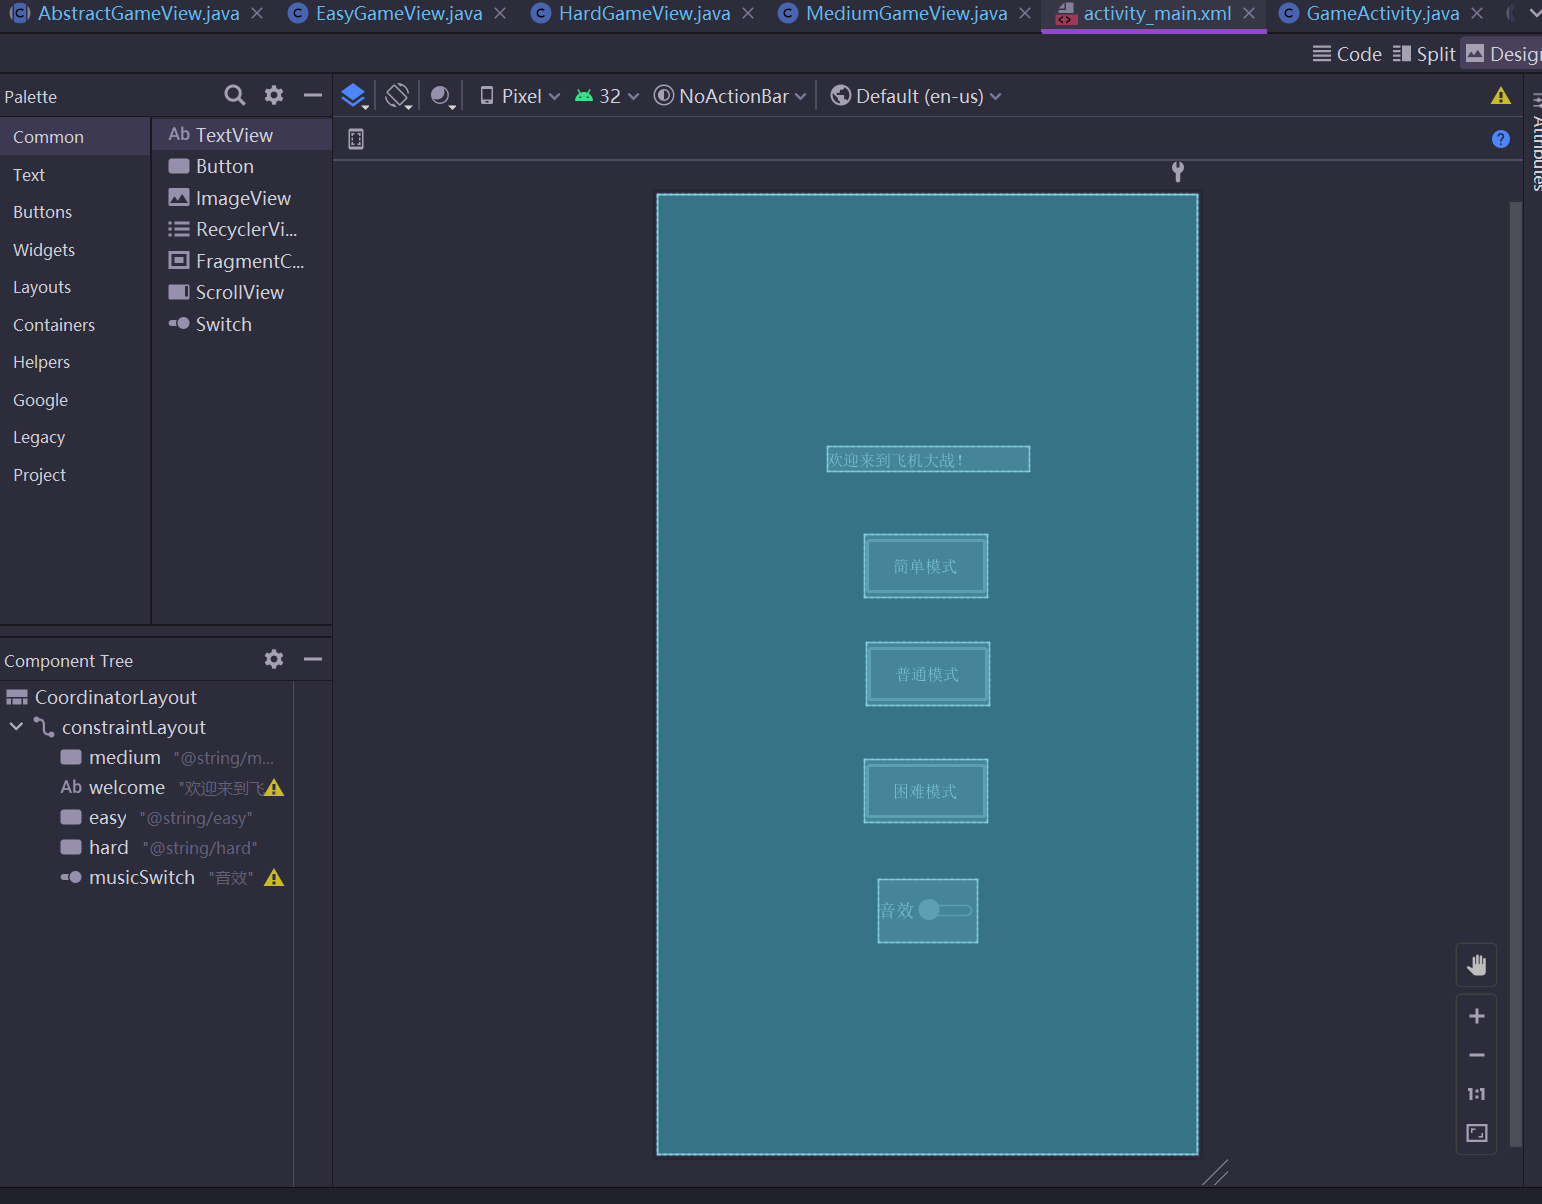 AbstractGameView.java
EasyGameView.java
HardGameView.java
MediumGameView.java
activity_main.xml
GameActivity.java
Code
Split
Palette
Pixel
32
NoActionBar
Default (en-us)
Attributes
Common
Text
Buttons
Widgets
Layouts
Containers
Helpers
Google
Legacy
Project
Ab TextView
Button
ImageView
RecyclerVi...
FragmentC...
ScrollView
Switch
欢迎来到飞机大战!
简单模式
普通模式
困难模式
音效
Component Tree
CoordinatorLayout
constraintLayout
medium "@string/m...
Ab welcome "欢迎来到飞
easy "@string/easy"
hard "@string/hard"
musicSwitch "音效"
1:1